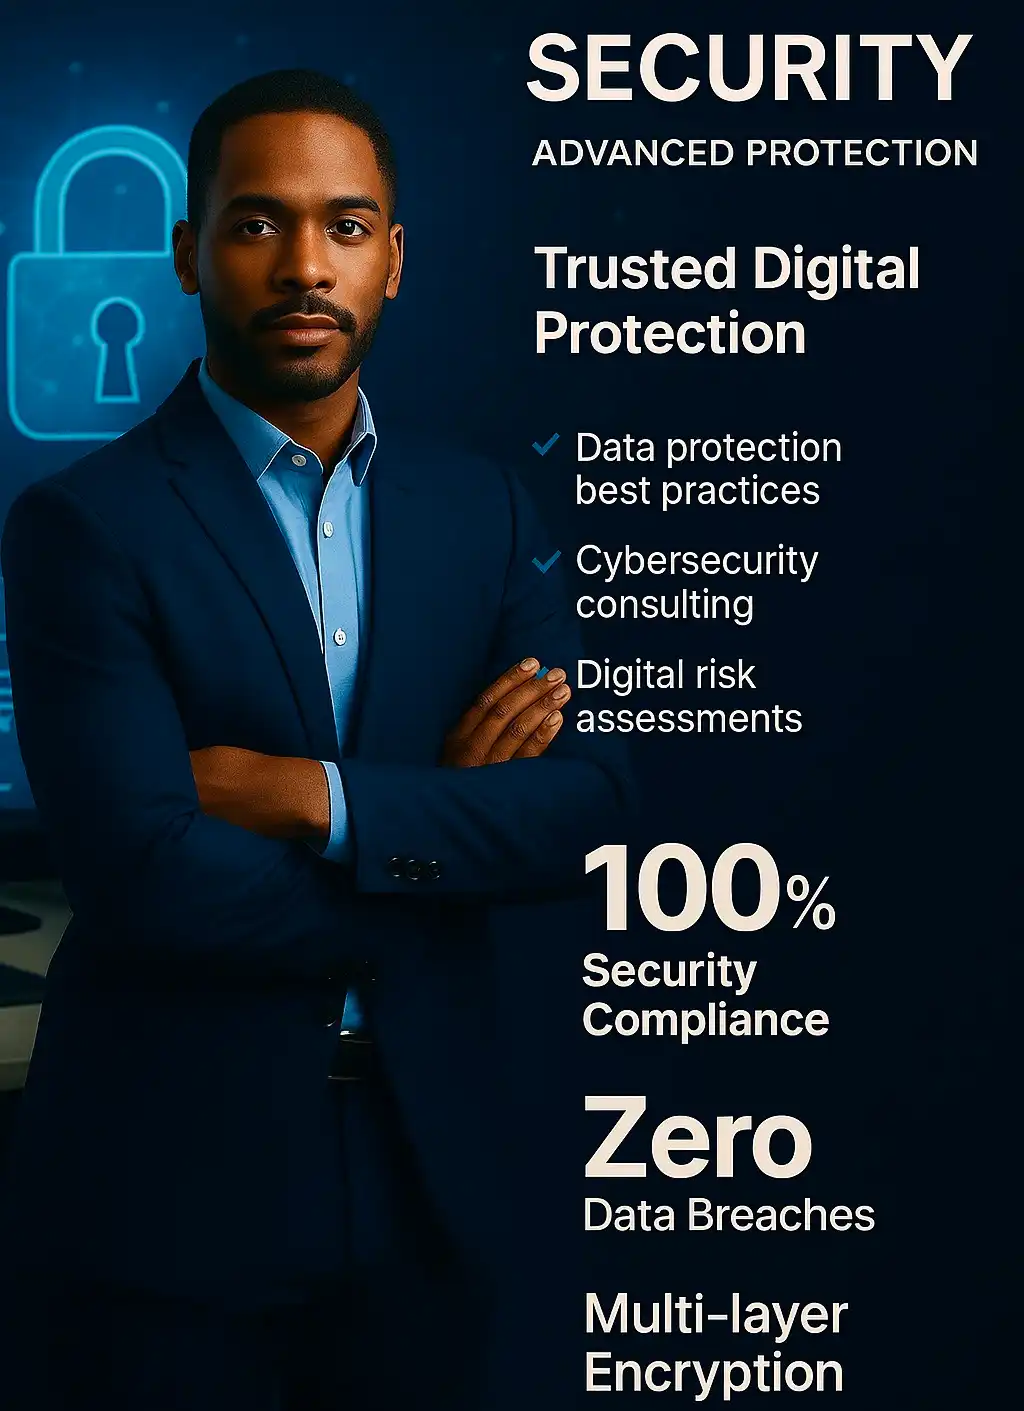 SECURITY
ADVANCED PROTECTION
Trusted Digital
Protection
Data protection
best practices
Cybersecurity
consulting
Digital risk
assessments
100%
Security
Compliance
Zero
Data Breaches
Multi-layer
Encryption